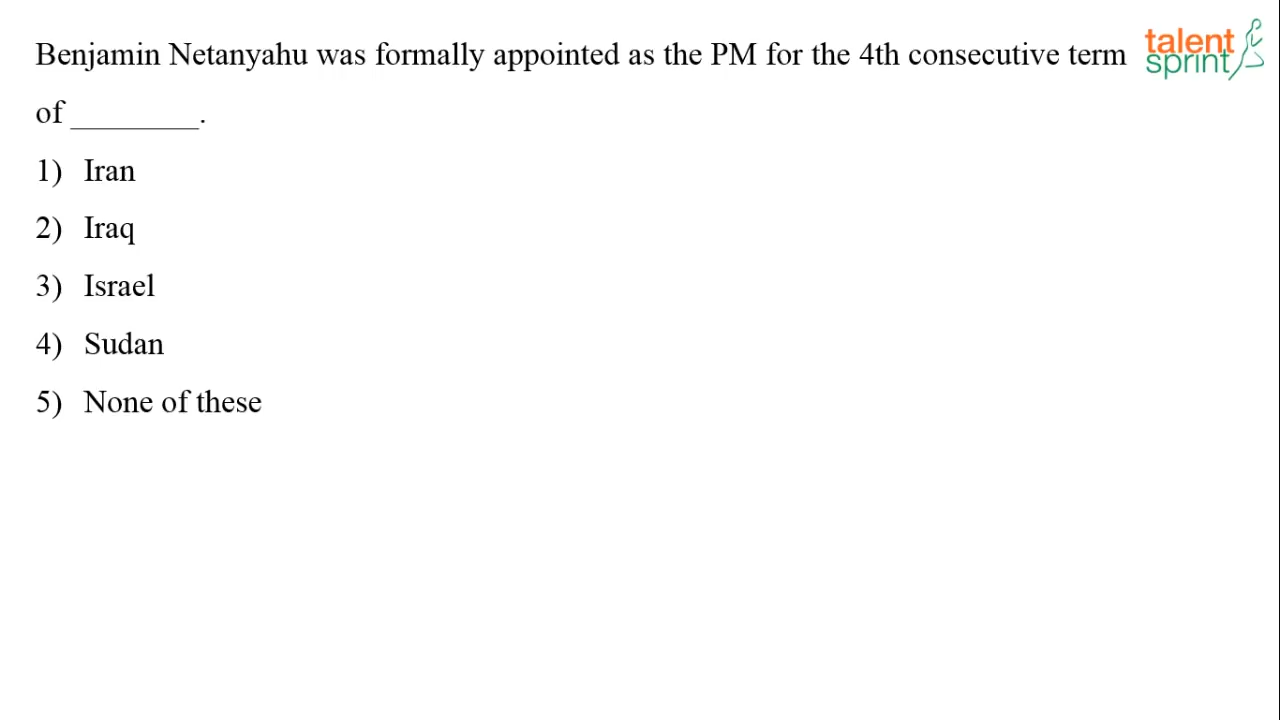 Benjamin Netanyahu was formally appointed as the PM for the 4th consecutive term
of ________.
1) Iran
2) Iraq
3) Israel
4) Sudan
5) None of these
talent
sprint